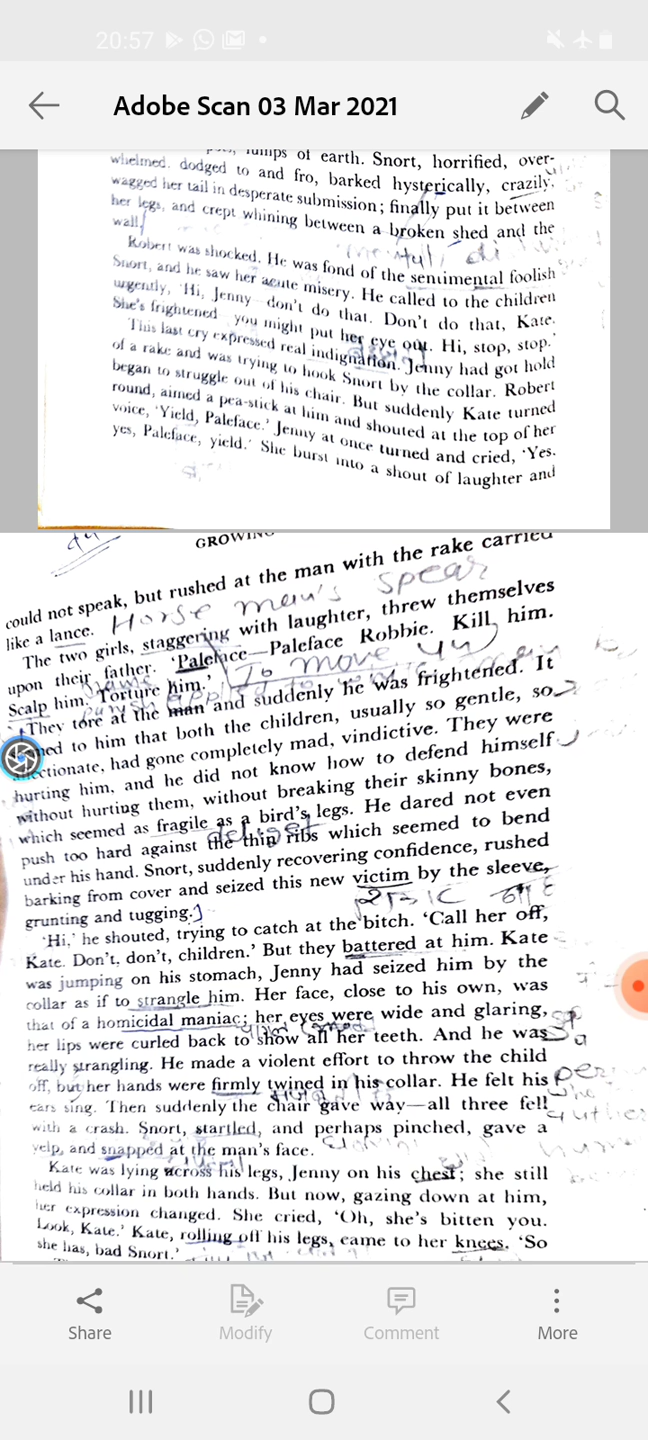 20:57
Adobe Scan 03 Mar 2021
lumps of earth. Snort, horrified, over-
whelmed. dodged to and fro, barked hysterically, crazily.
wagged her tail in desperate submission; finally put it between
her legs, and crept whining between a broken shed and the
wall.
Robert was shocked. He was fond of the sentimental foolish
Snort, and he saw her acute misery. He called to the children
urgently, 'Hi, Jenny don't do that. Don't do that, Kate.
She's frightened you might put her eye out. Hi, stop, stop.'
This last cry expressed real indignation. Jenny had got hold
of a rake and was trying to hook Snort by the collar. Robert
began to struggle out of his chair. But suddenly Kate turned
round, aimed a pea-stick at him and shouted at the top of her
voice, 'Yield, Paleface.' Jenny at once turned and cried, 'Yes.
yes, Paleface, yield.' She burst into a shout of laughter and
GROWING
could not speak, but rushed at the man with the rake carried
like a lance. Horse man's spear
The two girls, staggering with laughter, threw themselves
upon their father. 'Paleface—Paleface Robbie. Kill him.
To move
Scalp him. Torture him.'
They tore at the man and suddenly he was frightened. It
to him that both the children, usually so gentle, so
affectionate, had gone completely mad, vindictive. They were
hurting him, and he did not know how to defend himself
without hurting them, without breaking their skinny bones,
which seemed as fragile as a bird's legs. He dared not even
push too hard against the thin ribs which seemed to bend
under his hand. Snort, suddenly recovering confidence, rushed
barking from cover and seized this new victim by the sleeve,
grunting and tugging.
'Hi,' he shouted, trying to catch at the bitch. 'Call her off,
Kate. Don't, don't, children.' But they battered at him. Kate
was jumping on his stomach, Jenny had seized him by the
collar as if to strangle him. Her face, close to his own, was
that of a homicidal maniac; her eyes were wide and glaring,
her lips were curled back to show all her teeth. And he was
really strangling. He made a violent effort to throw the child
off, but her hands were firmly twined in his collar. He felt his
ears sing. Then suddenly the chair gave way—all three fell
with a crash. Snort, startled, and perhaps pinched, gave a
yelp, and snapped at the man's face.
Kate was lying across his legs, Jenny on his chest; she still
held his collar in both hands. But now, gazing down at him,
her expression changed. She cried, 'Oh, she's bitten you.
Look, Kate.' Kate, rolling off his legs, came to her knees. 'So
she has, bad Snort.'
Share
Modify
Comment
More